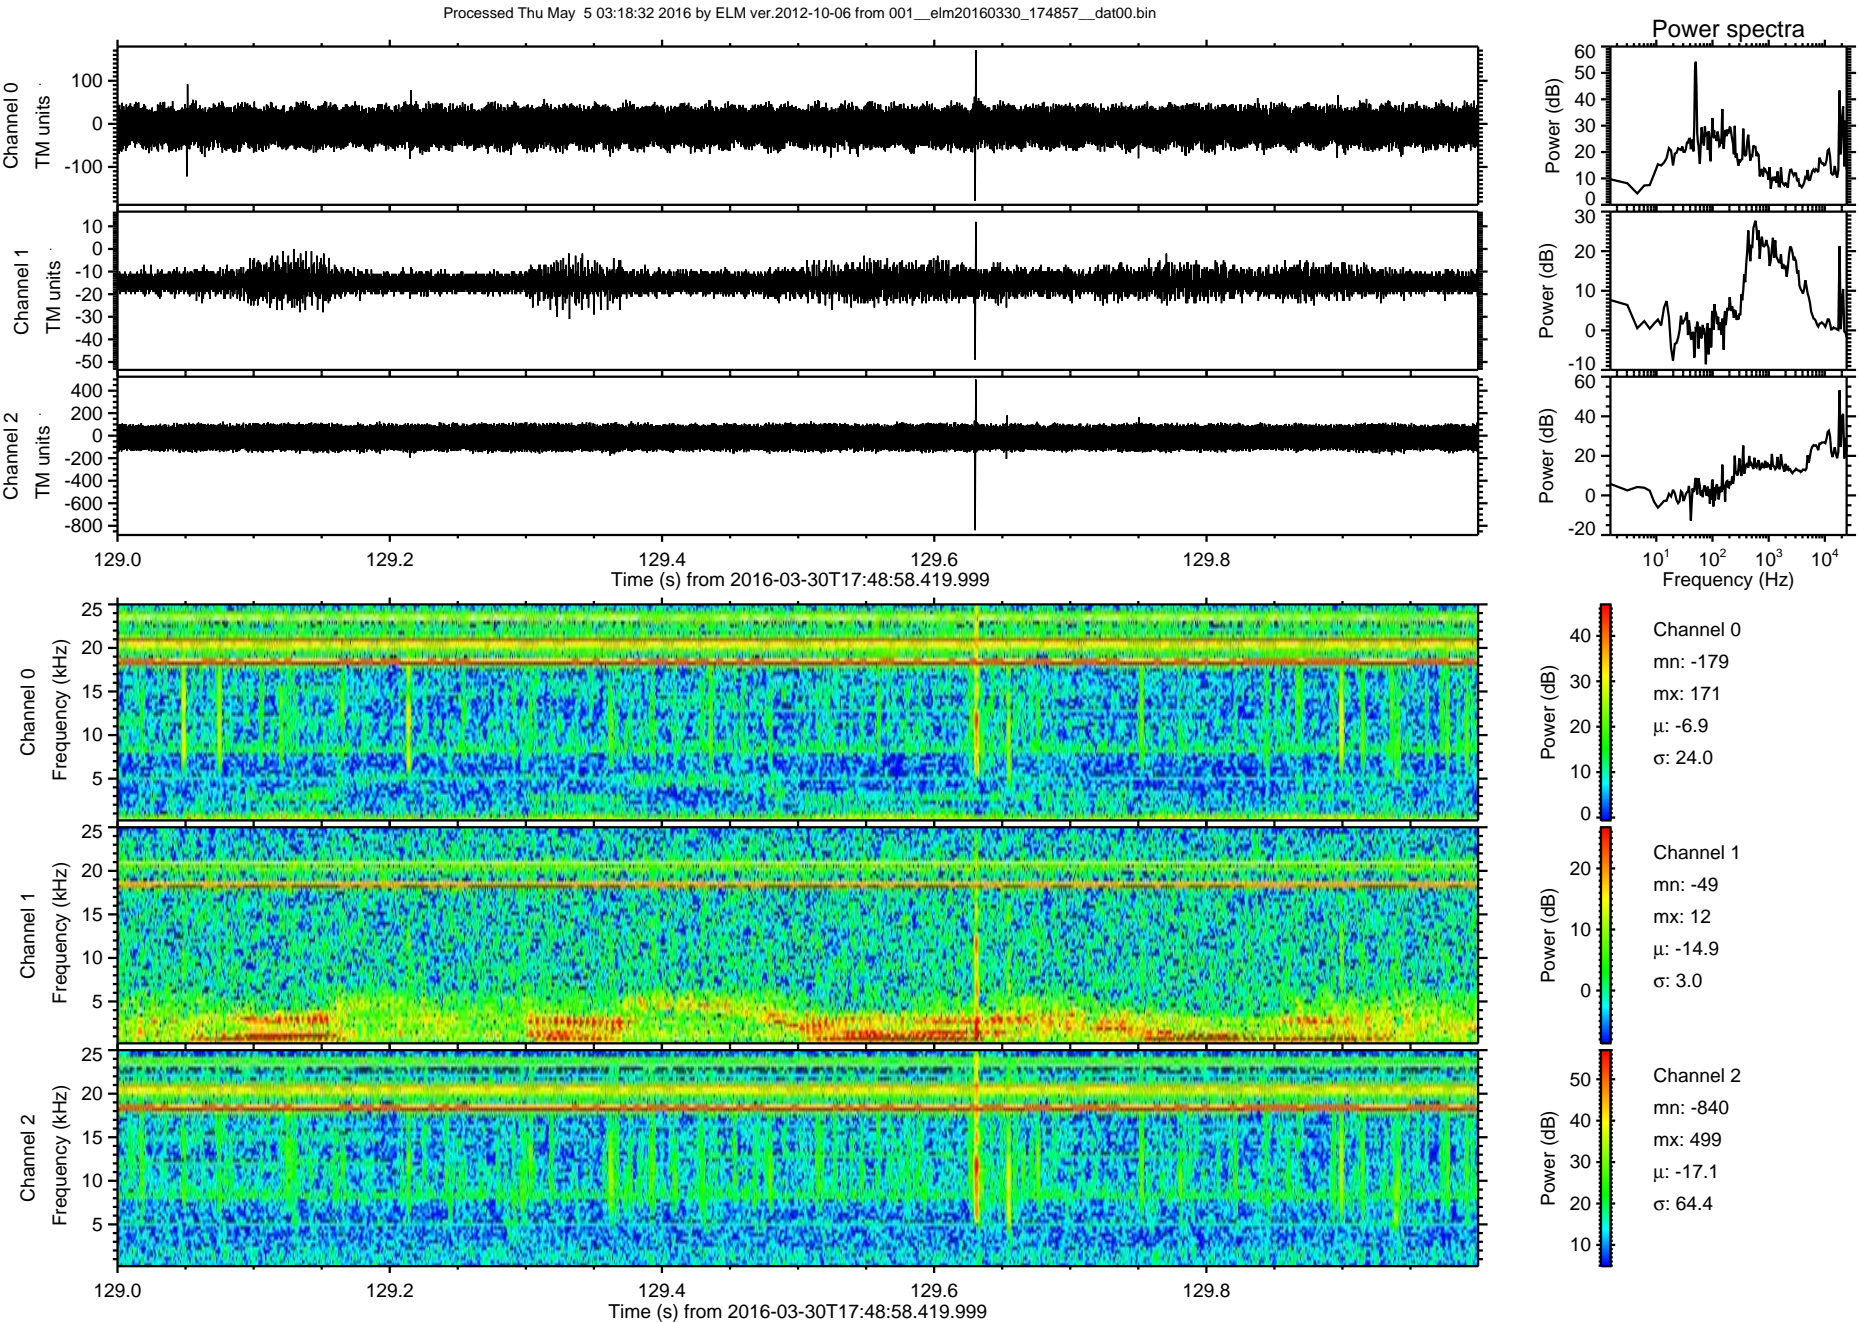 Processed Thu May  5 03:18:32 2016 by ELM ver.2012-10-06 from 001__elm20160330_174857__dat00.bin
Power spectra
Channel 0
TM units
100
0
-100
Power (dB)
60
50
40
30
20
10
0
Channel 1
TM units
10
0
-10
-20
-30
-40
-50
Power (dB)
30
20
10
0
-10
Channel 2
TM units
400
200
0
-200
-400
-600
-800
Power (dB)
60
40
20
0
-20
129.0 129.2 129.4 129.6 129.8
Time (s) from 2016-03-30T17:48:58.419.999
10¹ 10² 10³ 10⁴
Frequency (Hz)
Channel 0
Frequency (kHz)
25
20
15
10
5
Power (dB)
40
30
20
10
0
Channel 0
mn: -179
mx: 171
μ: -6.9
σ: 24.0
Channel 1
Frequency (kHz)
25
20
15
10
5
Power (dB)
20
10
0
Channel 1
mn: -49
mx: 12
μ: -14.9
σ: 3.0
Channel 2
Frequency (kHz)
25
20
15
10
5
Power (dB)
50
40
30
20
10
Channel 2
mn: -840
mx: 499
μ: -17.1
σ: 64.4
129.0 129.2 129.4 129.6 129.8
Time (s) from 2016-03-30T17:48:58.419.999